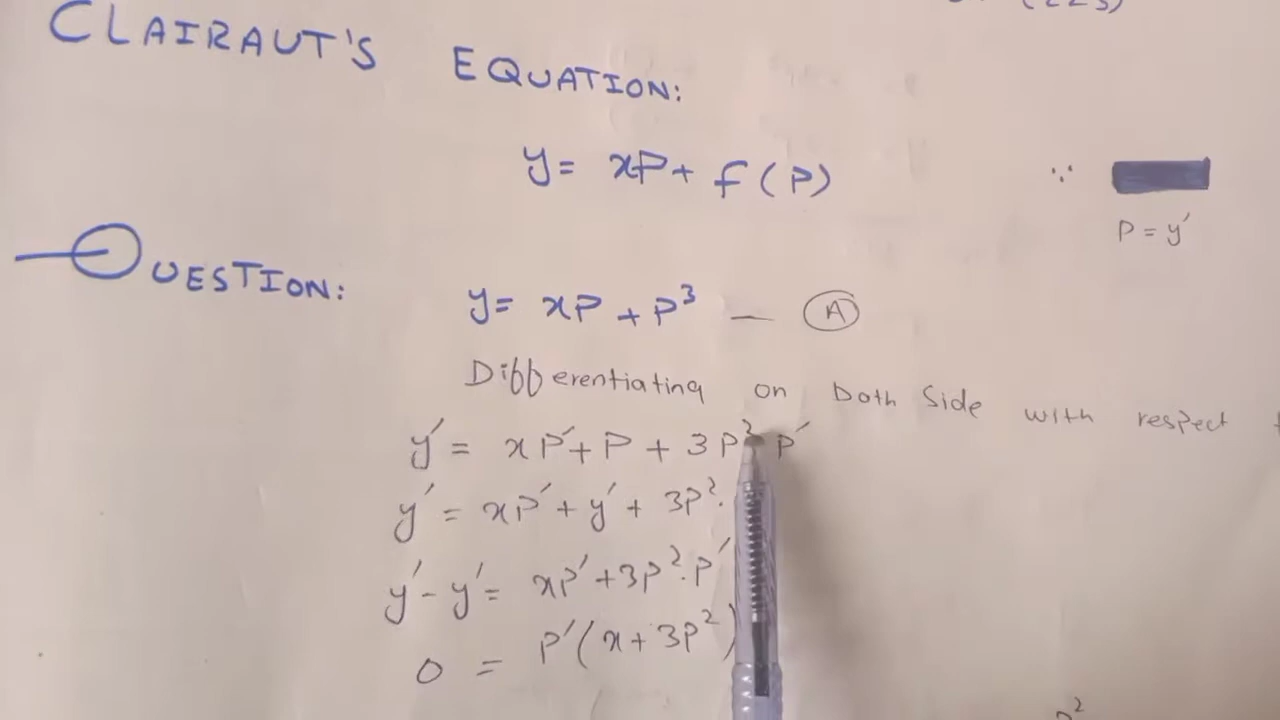 CLAIRAUT'S EQUATION:
y = xP + f(P)
∵
P = y′
QUESTION:
y = xP + P³ — (A)
Differentiating on Both Side with respect
y′ = xP′ + P + 3P² P′
y′ = xP′ + y′ + 3P².
y′ - y′ = xP′ + 3P².P′
0 = P′(x + 3P²)